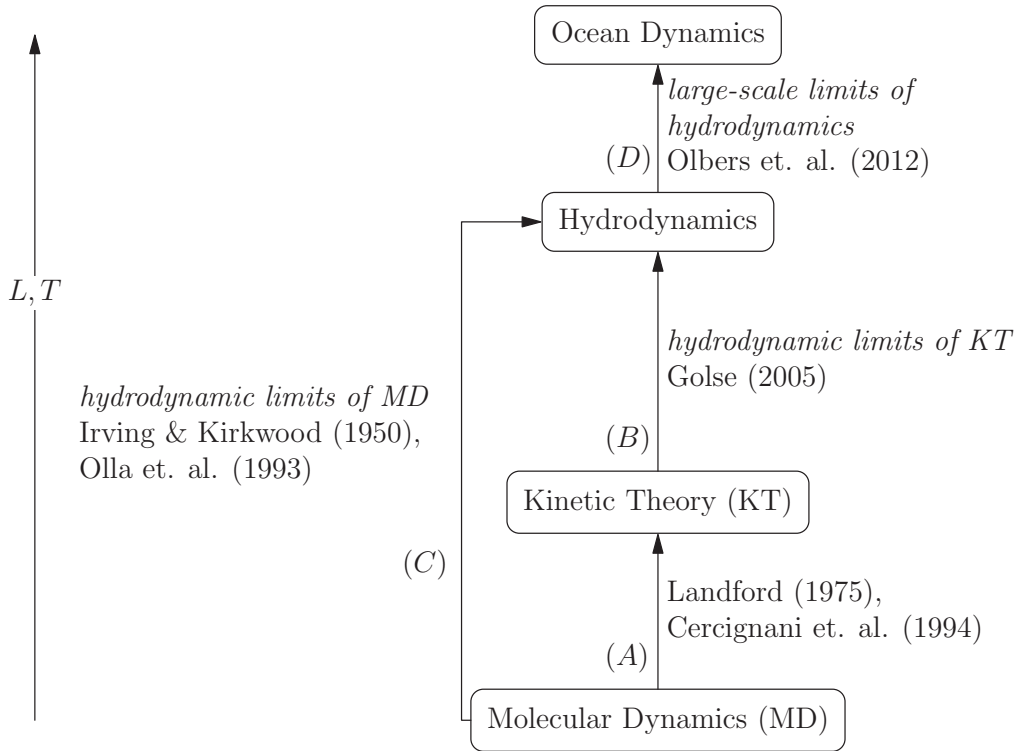 Ocean Dynamics
large-scale limits of
hydrodynamics
Olbers et. al. (2012)
(D)
Hydrodynamics
L, T
hydrodynamic limits of KT
Golse (2005)
hydrodynamic limits of MD
Irving & Kirkwood (1950),
Olla et. al. (1993)
(B)
Kinetic Theory (KT)
(C)
Landford (1975),
Cercignani et. al. (1994)
(A)
Molecular Dynamics (MD)